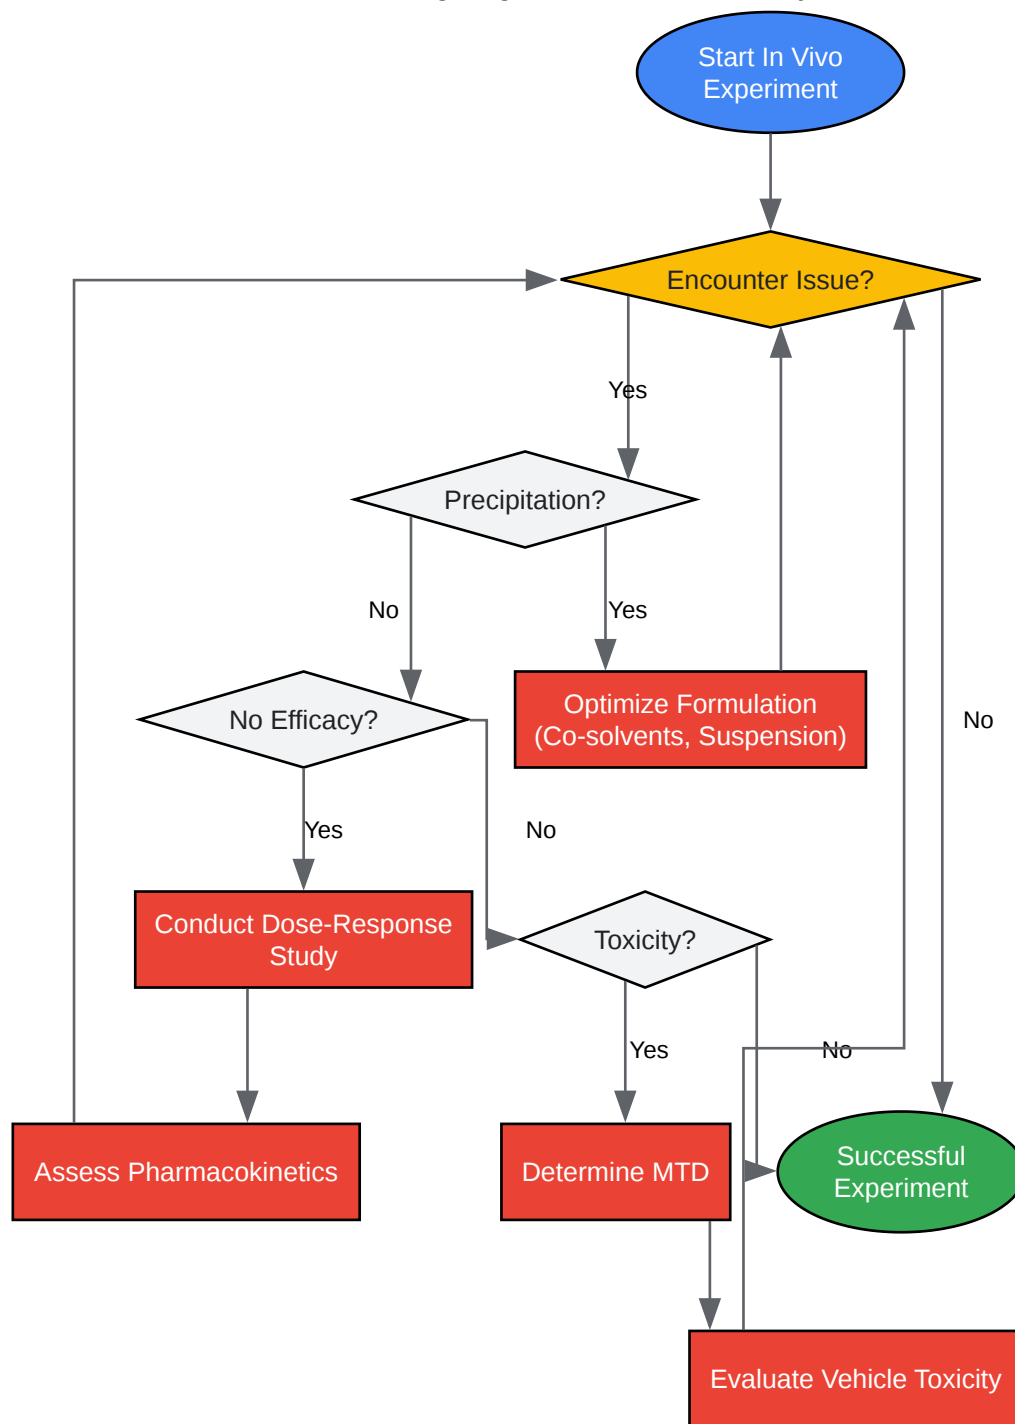 Start In Vivo
Experiment
Encounter Issue?
Yes
Precipitation?
No
Yes
No Efficacy?
Optimize Formulation
(Co-solvents, Suspension)
No
Yes
No
Conduct Dose-Response
Study
Toxicity?
Yes
No
Assess Pharmacokinetics
Determine MTD
Successful
Experiment
Evaluate Vehicle Toxicity